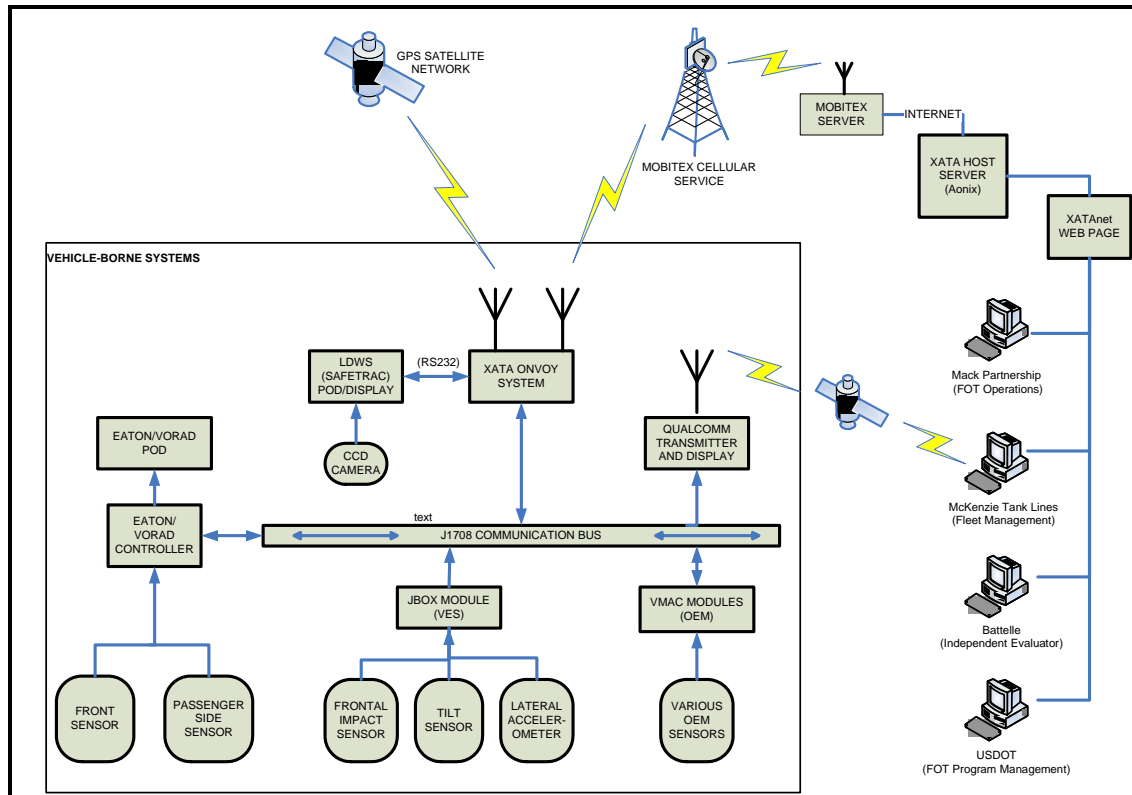 GPS SATELLITE
NETWORK
MOBITEX CELLULAR
SERVICE
MOBITEX
SERVER
INTERNET
XATA HOST
SERVER
(Aonix)
XATAnet
WEB PAGE
VEHICLE-BORNE SYSTEMS
LDWS
(SAFETRAC)
POD/DISPLAY
(RS232)
XATA ONVOY
SYSTEM
CCD
CAMERA
EATON/VORAD
POD
EATON/
VORAD
CONTROLLER
QUALCOMM
TRANSMITTER
AND DISPLAY
text
J1708 COMMUNICATION BUS
JBOX MODULE
(VES)
VMAC MODULES
(OEM)
FRONT
SENSOR
PASSENGER
SIDE
SENSOR
FRONTAL
IMPACT
SENSOR
TILT
SENSOR
LATERAL
ACCELER-
OMETER
VARIOUS
OEM
SENSORS
Mack Partnership
(FOT Operations)
McKenzie Tank Lines
(Fleet Management)
Battelle
(Independent Evaluator)
USDOT
(FOT Program Management)